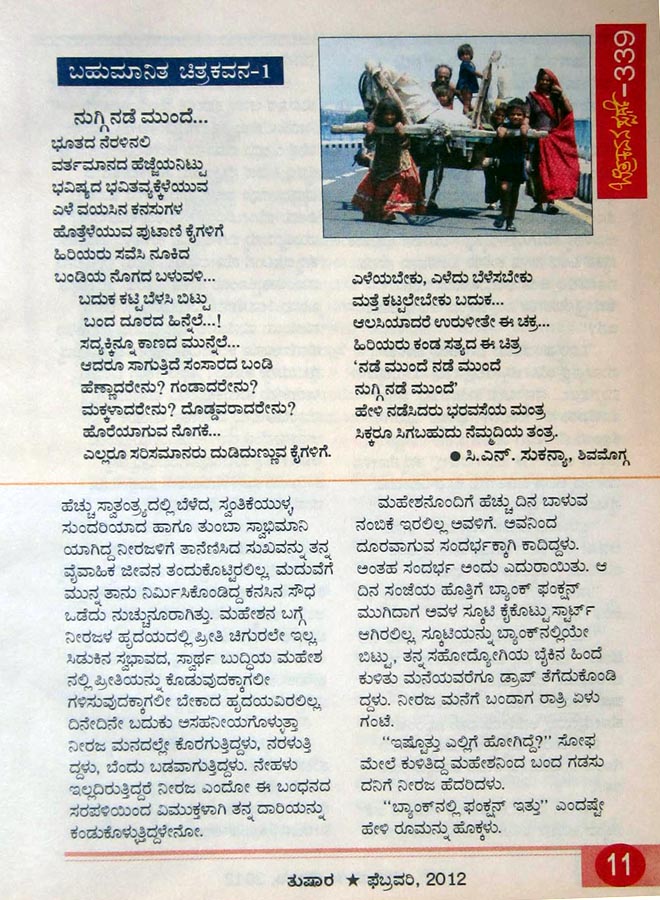 ಬಹುಮಾನಿತ ಚಿತ್ರಕವನ-1
ಚಿತ್ರಕವನ ಸ್ಪರ್ಧೆ-339
ನುಗ್ಗಿ ನಡೆ ಮುಂದೆ...
ಭೂತದ ನೆರಳಿನಲಿ
ವರ್ತಮಾನದ ಹೆಜ್ಜೆಯನಿಟ್ಟು
ಭವಿಷ್ಯದ ಭವಿತವ್ಯಕ್ಕೆಳೆಯುವ
ಎಳೆ ವಯಸಿನ ಕನಸುಗಳ
ಹೊತ್ತೆಳೆಯುವ ಪುಟಾಣಿ ಕೈಗಳಿಗೆ
ಹಿರಿಯರು ಸವೆಸಿ ನೂಕಿದ
ಬಂಡಿಯ ನೊಗದ ಬಳುವಳಿ...
ಬದುಕ ಕಟ್ಟಿ ಬೆಳಸಿ ಬಿಟ್ಟು
ಬಂದ ದೂರದ ಹಿನ್ನೆಲೆ...!
ಸದ್ಯಕ್ಕಿನ್ನೂ ಕಾಣದ ಮುನ್ನೆಲೆ...
ಆದರೂ ಸಾಗುತ್ತಿದೆ ಸಂಸಾರದ ಬಂಡಿ
ಹೆಣ್ಣಾದರೇನು? ಗಂಡಾದರೇನು?
ಮಕ್ಕಳಾದರೇನು? ದೊಡ್ಡವರಾದರೇನು?
ಹೊರೆಯಾಗುವ ನೊಗಕೆ...
ಎಲ್ಲರೂ ಸರಿಸಮಾನರು ದುಡಿದುಣ್ಣುವ ಕೈಗಳಿಗೆ.
ಎಳೆಯಬೇಕು, ಎಳೆದು ಬೆಳೆಸಬೇಕು
ಮತ್ತೆ ಕಟ್ಟಲೇಬೇಕು ಬದುಕ...
ಆಲಸಿಯಾದರೆ ಉರುಳೀತೇ ಈ ಚಕ್ರ...
ಹಿರಿಯರು ಕಂಡ ಸತ್ಯದ ಈ ಚಿತ್ರ
'ನಡೆ ಮುಂದೆ ನಡೆ ಮುಂದೆ
ನುಗ್ಗಿ ನಡೆ ಮುಂದೆ'
ಹೇಳಿ ನಡೆಸಿದರು ಭರವಸೆಯ ಮಂತ್ರ
ಸಿಕ್ಕರೂ ಸಿಗಬಹುದು ನೆಮ್ಮದಿಯ ತಂತ್ರ.
● ಸಿ.ಎನ್. ಸುಕನ್ಯಾ, ಶಿವಮೊಗ್ಗ
ಹೆಚ್ಚು ಸ್ವಾತಂತ್ರ್ಯದಲ್ಲಿ ಬೆಳೆದ, ಸ್ವಂತಿಕೆಯುಳ್ಳ,
ಸುಂದರಿಯಾದ ಹಾಗೂ ತುಂಬಾ ಸ್ವಾಭಿಮಾನಿ
ಯಾಗಿದ್ದ ನೀರಜಳಿಗೆ ತಾನೆಣಿಸಿದ ಸುಖವನ್ನು ತನ್ನ
ವೈವಾಹಿಕ ಜೀವನ ತಂದುಕೊಟ್ಟಿರಲಿಲ್ಲ. ಮದುವೆಗೆ
ಮುನ್ನ ತಾನು ನಿರ್ಮಿಸಿಕೊಂಡಿದ್ದ ಕನಸಿನ ಸೌಧ
ಒಡೆದು ನುಚ್ಚುನೂರಾಗಿತ್ತು. ಮಹೇಶನ ಬಗ್ಗೆ
ನೀರಜಳ ಹೃದಯದಲ್ಲಿ ಪ್ರೀತಿ ಚಿಗುರಲೇ ಇಲ್ಲ.
ಸಿಡುಕಿನ ಸ್ವಭಾವದ, ಸ್ವಾರ್ಥ ಬುದ್ಧಿಯ ಮಹೇಶ
ನಲ್ಲಿ ಪ್ರೀತಿಯನ್ನು ಕೊಡುವುದಕ್ಕಾಗಲೀ
ಗಳಿಸುವುದಕ್ಕಾಗಲೀ ಬೇಕಾದ ಹೃದಯವಿರಲಿಲ್ಲ.
ದಿನೇದಿನೇ ಬದುಕು ಅಸಹನೀಯಗೊಳ್ಳುತ್ತಾ
ನೀರಜ ಮನದಲ್ಲೇ ಕೊರಗುತ್ತಿದ್ದಳು, ನರಳುತ್ತಿ
ದ್ದಳು, ಬೆಂದು ಬಡವಾಗುತ್ತಿದ್ದಳು. ನೇಹಳು
ಇಲ್ಲದಿರುತ್ತಿದ್ದರೆ ನೀರಜ ಎಂದೋ ಈ ಬಂಧನದ
ಸರಪಳಿಯಿಂದ ವಿಮುಕ್ತಳಾಗಿ ತನ್ನ ದಾರಿಯನ್ನು
ಕಂಡುಕೊಳ್ಳುತ್ತಿದ್ದಳೇನೋ.
ಮಹೇಶನೊಂದಿಗೆ ಹೆಚ್ಚು ದಿನ ಬಾಳುವ
ನಂಬಿಕೆ ಇರಲಿಲ್ಲ ಅವಳಿಗೆ. ಅವನಿಂದ
ದೂರವಾಗುವ ಸಂದರ್ಭಕ್ಕಾಗಿ ಕಾದಿದ್ದಳು.
ಅಂತಹ ಸಂದರ್ಭ ಅಂದು ಎದುರಾಯಿತು. ಆ
ದಿನ ಸಂಜೆಯ ಹೊತ್ತಿಗೆ ಬ್ಯಾಂಕ್ ಫಂಕ್ಷನ್
ಮುಗಿದಾಗ ಅವಳ ಸ್ಕೂಟಿ ಕೈಕೊಟ್ಟು ಸ್ಟಾರ್ಟ್
ಆಗಿರಲಿಲ್ಲ. ಸ್ಕೂಟಿಯನ್ನು ಬ್ಯಾಂಕ್‌ನಲ್ಲಿಯೇ
ಬಿಟ್ಟು, ತನ್ನ ಸಹೋದ್ಯೋಗಿಯ ಬೈಕಿನ ಹಿಂದೆ
ಕುಳಿತು ಮನೆಯವರೆಗೂ ಡ್ರಾಪ್ ತೆಗೆದುಕೊಂಡಿ
ದ್ದಳು. ನೀರಜ ಮನೆಗೆ ಬಂದಾಗ ರಾತ್ರಿ ಏಳು
ಗಂಟೆ.
"ಇಷ್ಟೊತ್ತು ಎಲ್ಲಿಗೆ ಹೋಗಿದ್ದೆ?" ಸೋಫ
ಮೇಲೆ ಕುಳಿತಿದ್ದ ಮಹೇಶನಿಂದ ಬಂದ ಗಡಸು
ದನಿಗೆ ನೀರಜ ಹೆದರಿದಳು.
"ಬ್ಯಾಂಕ್‌ನಲ್ಲಿ ಫಂಕ್ಷನ್ ಇತ್ತು" ಎಂದಷ್ಟೇ
ಹೇಳಿ ರೂಮನ್ನು ಹೊಕ್ಕಳು.
ತುಷಾರ ★ ಫೆಬ್ರವರಿ, 2012
11